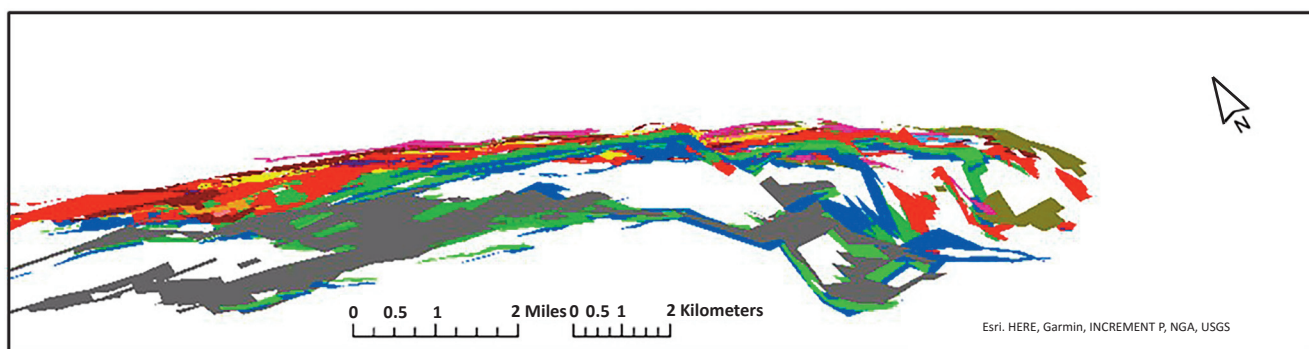 N
0 0.5 1 2 Miles 0 0.5 1 2 Kilometers
Esri. HERE, Garmin, INCREMENT P, NGA, USGS